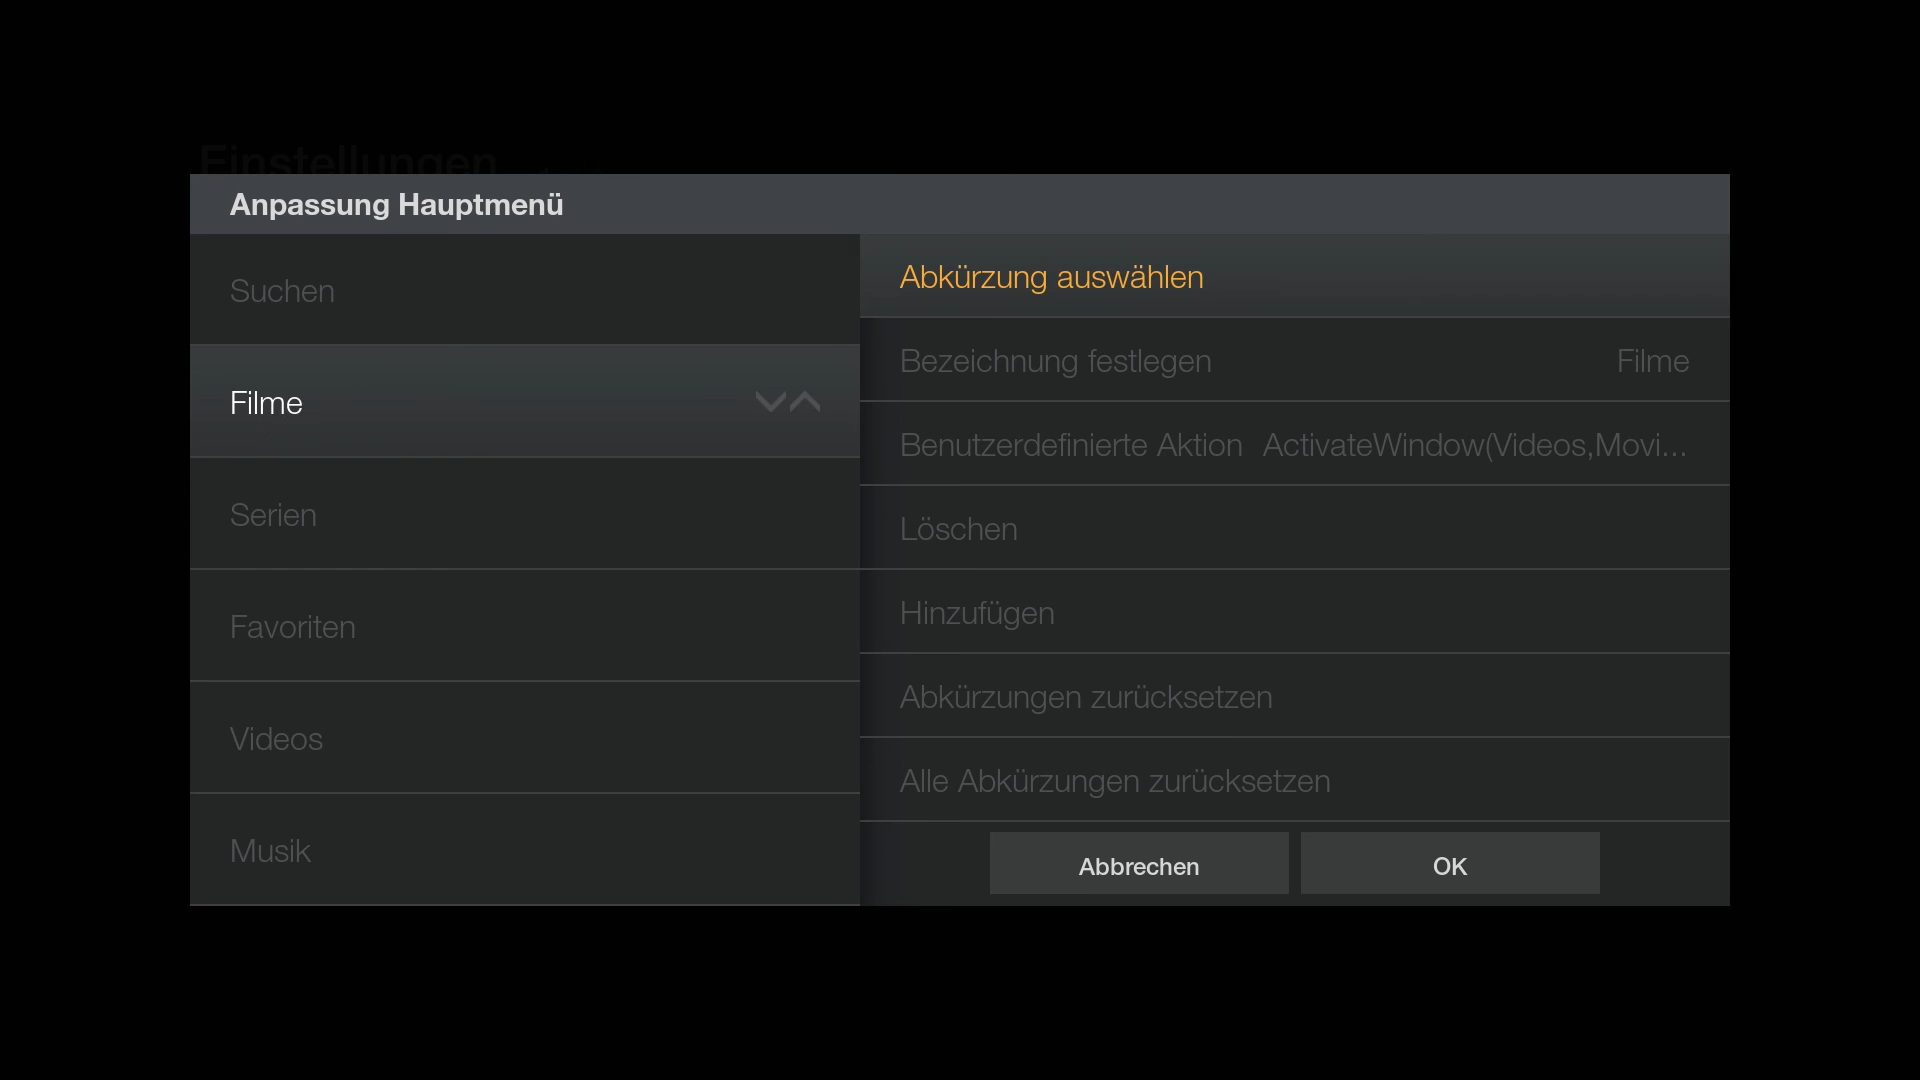 Einstellungen
Anpassung Hauptmenü
Suchen
Filme
Serien
Favoriten
Videos
Musik
Abkürzung auswählen
Bezeichnung festlegen Filme
Benutzerdefinierte Aktion ActivateWindow(Videos,Movi...
Löschen
Hinzufügen
Abkürzungen zurücksetzen
Alle Abkürzungen zurücksetzen
Abbrechen OK